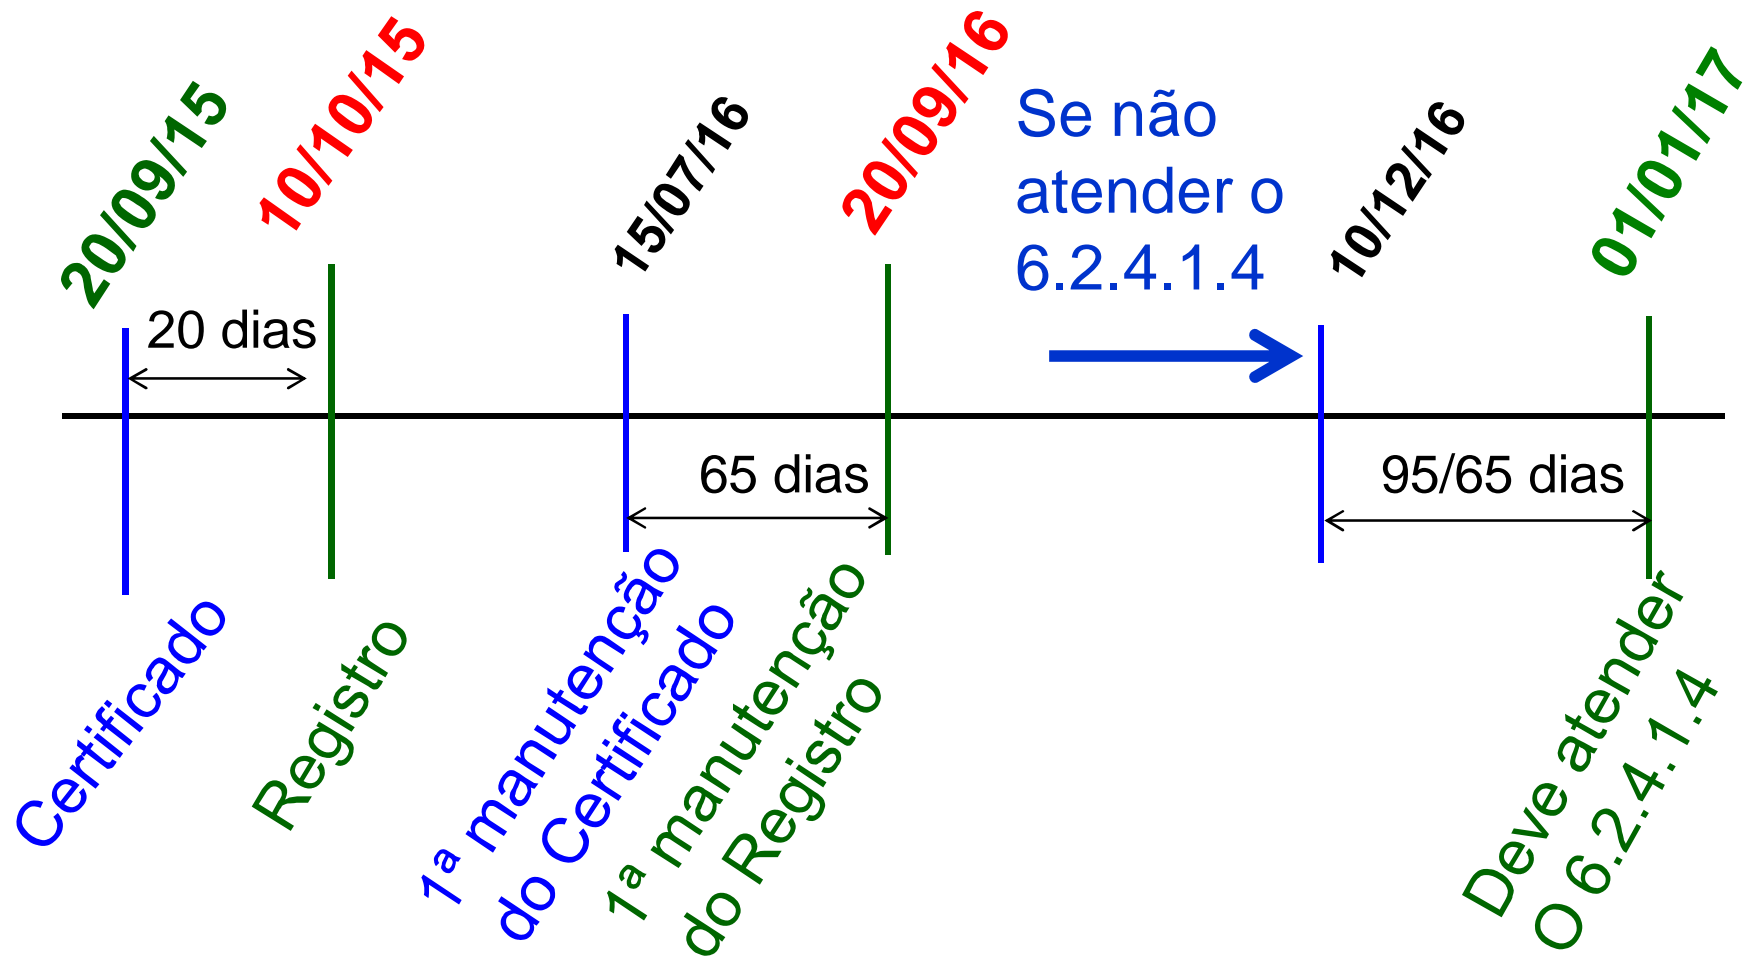 20/09/15
10/10/15
15/07/16
20/09/16
Se não
atender o
6.2.4.1.4
10/12/16
01/01/17
20 dias
65 dias
95/65 dias
Certificado
Registro
1ª manutenção
do Certificado
1ª manutenção
do Registro
Deve atender
O 6.2.4.1.4